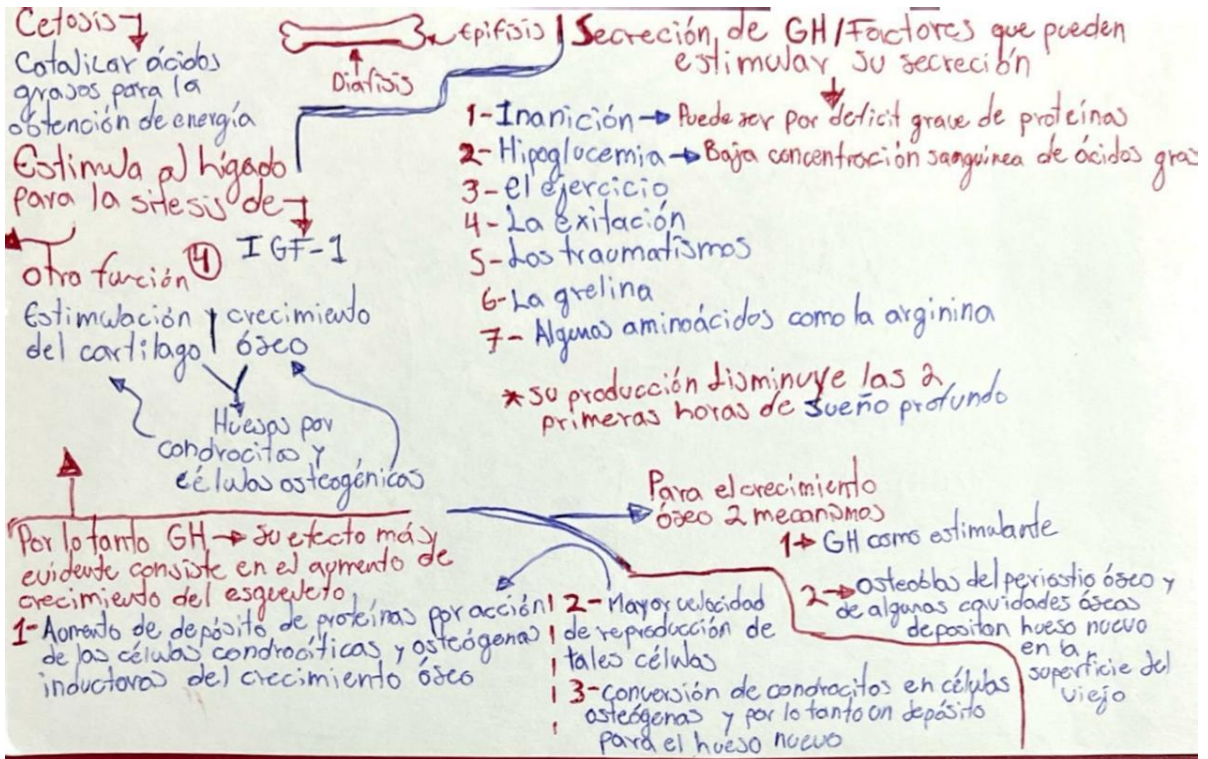 Cetosis
Catalicar ácidos
grasos para la
obtención de energía
Estimula al hígado
para la sítesis de
IGF-1
otra función 4
Estimulación y crecimiento
del cartílago óseo
Huesos por
condrocitos y
células osteogénicas
Epifisis
Diafisis
Secreción de GH/Factores que pueden
estimular su secreción
1-Inanición → Puede ser por deficit grave de proteínas
2-Hipoglucemia → Baja concentración sanguinea de ácidos gras
3-el ejercicio
4-La exitación
5-Los traumatismos
6-La grelina
7-Algunas aminoácidos como la arginina
*su producción disminuye las 2
primeras horas de sueño profundo
Por lo tanto GH → su efecto más
evidente consiste en el aumento de
crecimiento del esqueleto
1-Aumento de depósito de proteínas por acción
de las células condrocíticas y osteógenas
inductoras del crecimiento óseo
2-Mayor velocidad
de reproducción de
tales células
3-conversión de condrocitos en células
osteógenas y por lo tanto un depósito
para el hueso nuevo
Para el crecimiento
óseo 2 mecanismos
1→ GH como estimulante
2→ osteoblas del periostio óseo y
de algunas cavidades óseas
depositan hueso nuevo
en la
superficie del
viejo